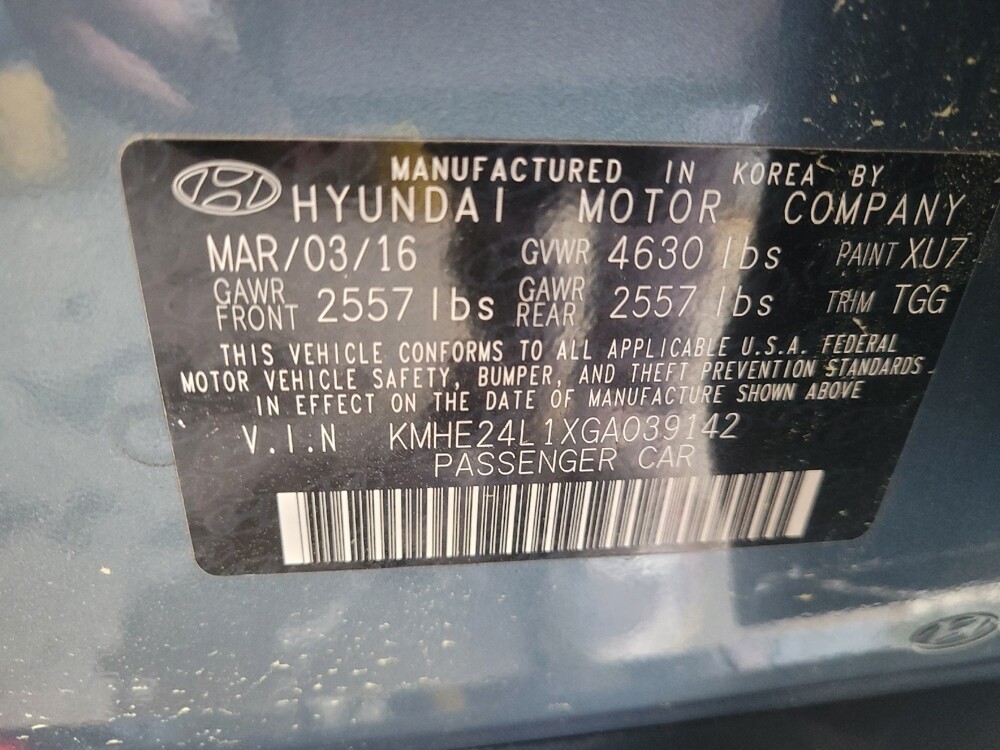 MANUFACTURED IN KOREA BY
HYUNDAI MOTOR COMPANY
MAR/03/16 GVWR 4630 lbs PAINT XU7
GAWR FRONT 2557 lbs GAWR REAR 2557 lbs TRIM TGG
THIS VEHICLE CONFORMS TO ALL APPLICABLE U.S.A. FEDERAL
MOTOR VEHICLE SAFETY, BUMPER, AND THEFT PREVENTION STANDARDS
IN EFFECT ON THE DATE OF MANUFACTURE SHOWN ABOVE
V.I.N KMHE24L1XGA039142
PASSENGER CAR